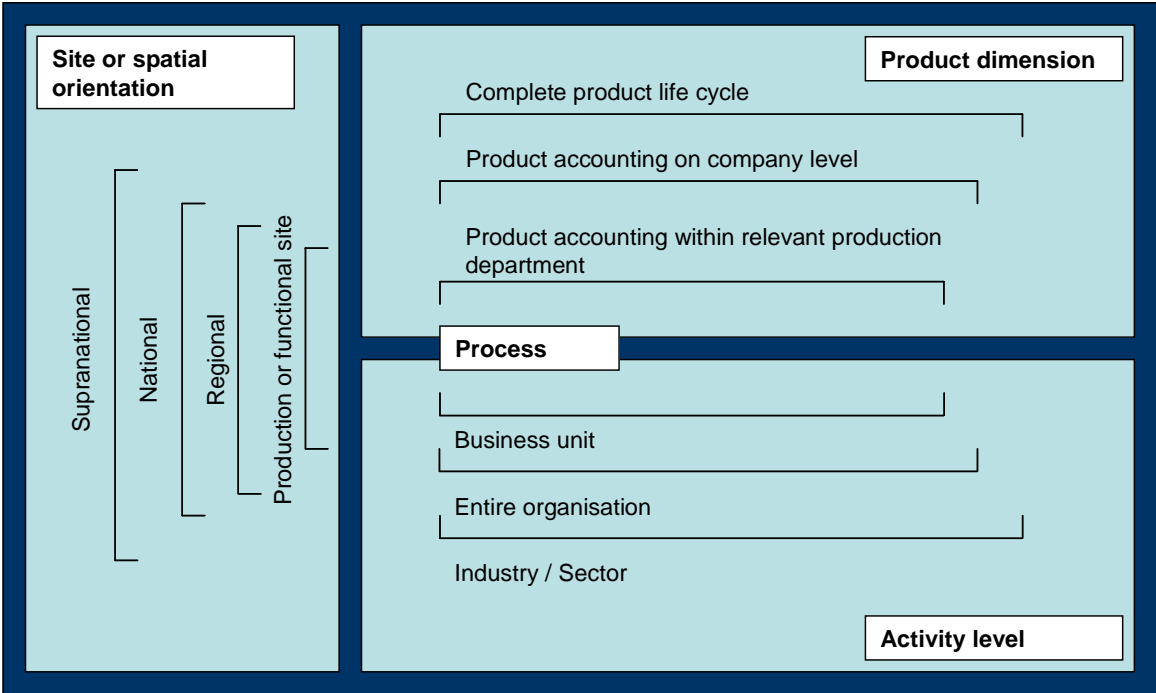 Site or spatial
orientation
Supranational
National
Regional
Production or functional site
Product dimension
Complete product life cycle
Product accounting on company level
Product accounting within relevant production
department
Process
Business unit
Entire organisation
Industry / Sector
Activity level